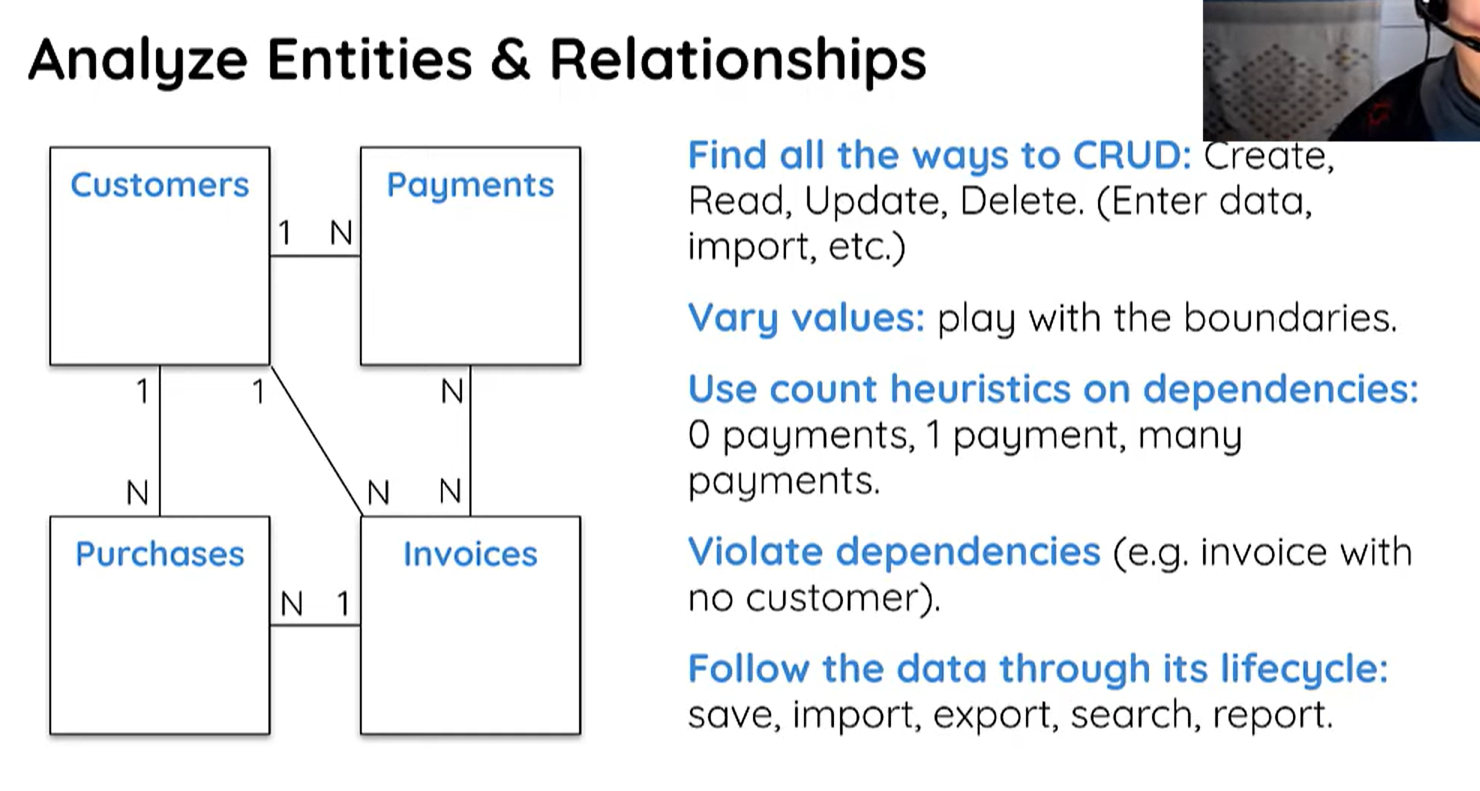 Analyze Entities & Relationships
Customers
Payments
1 N
1
1
N
N
N
N
Purchases
Invoices
N 1
Find all the ways to CRUD: Create,
Read, Update, Delete. (Enter data,
import, etc.)
Vary values: play with the boundaries.
Use count heuristics on dependencies:
0 payments, 1 payment, many
payments.
Violate dependencies (e.g. invoice with
no customer).
Follow the data through its lifecycle:
save, import, export, search, report.